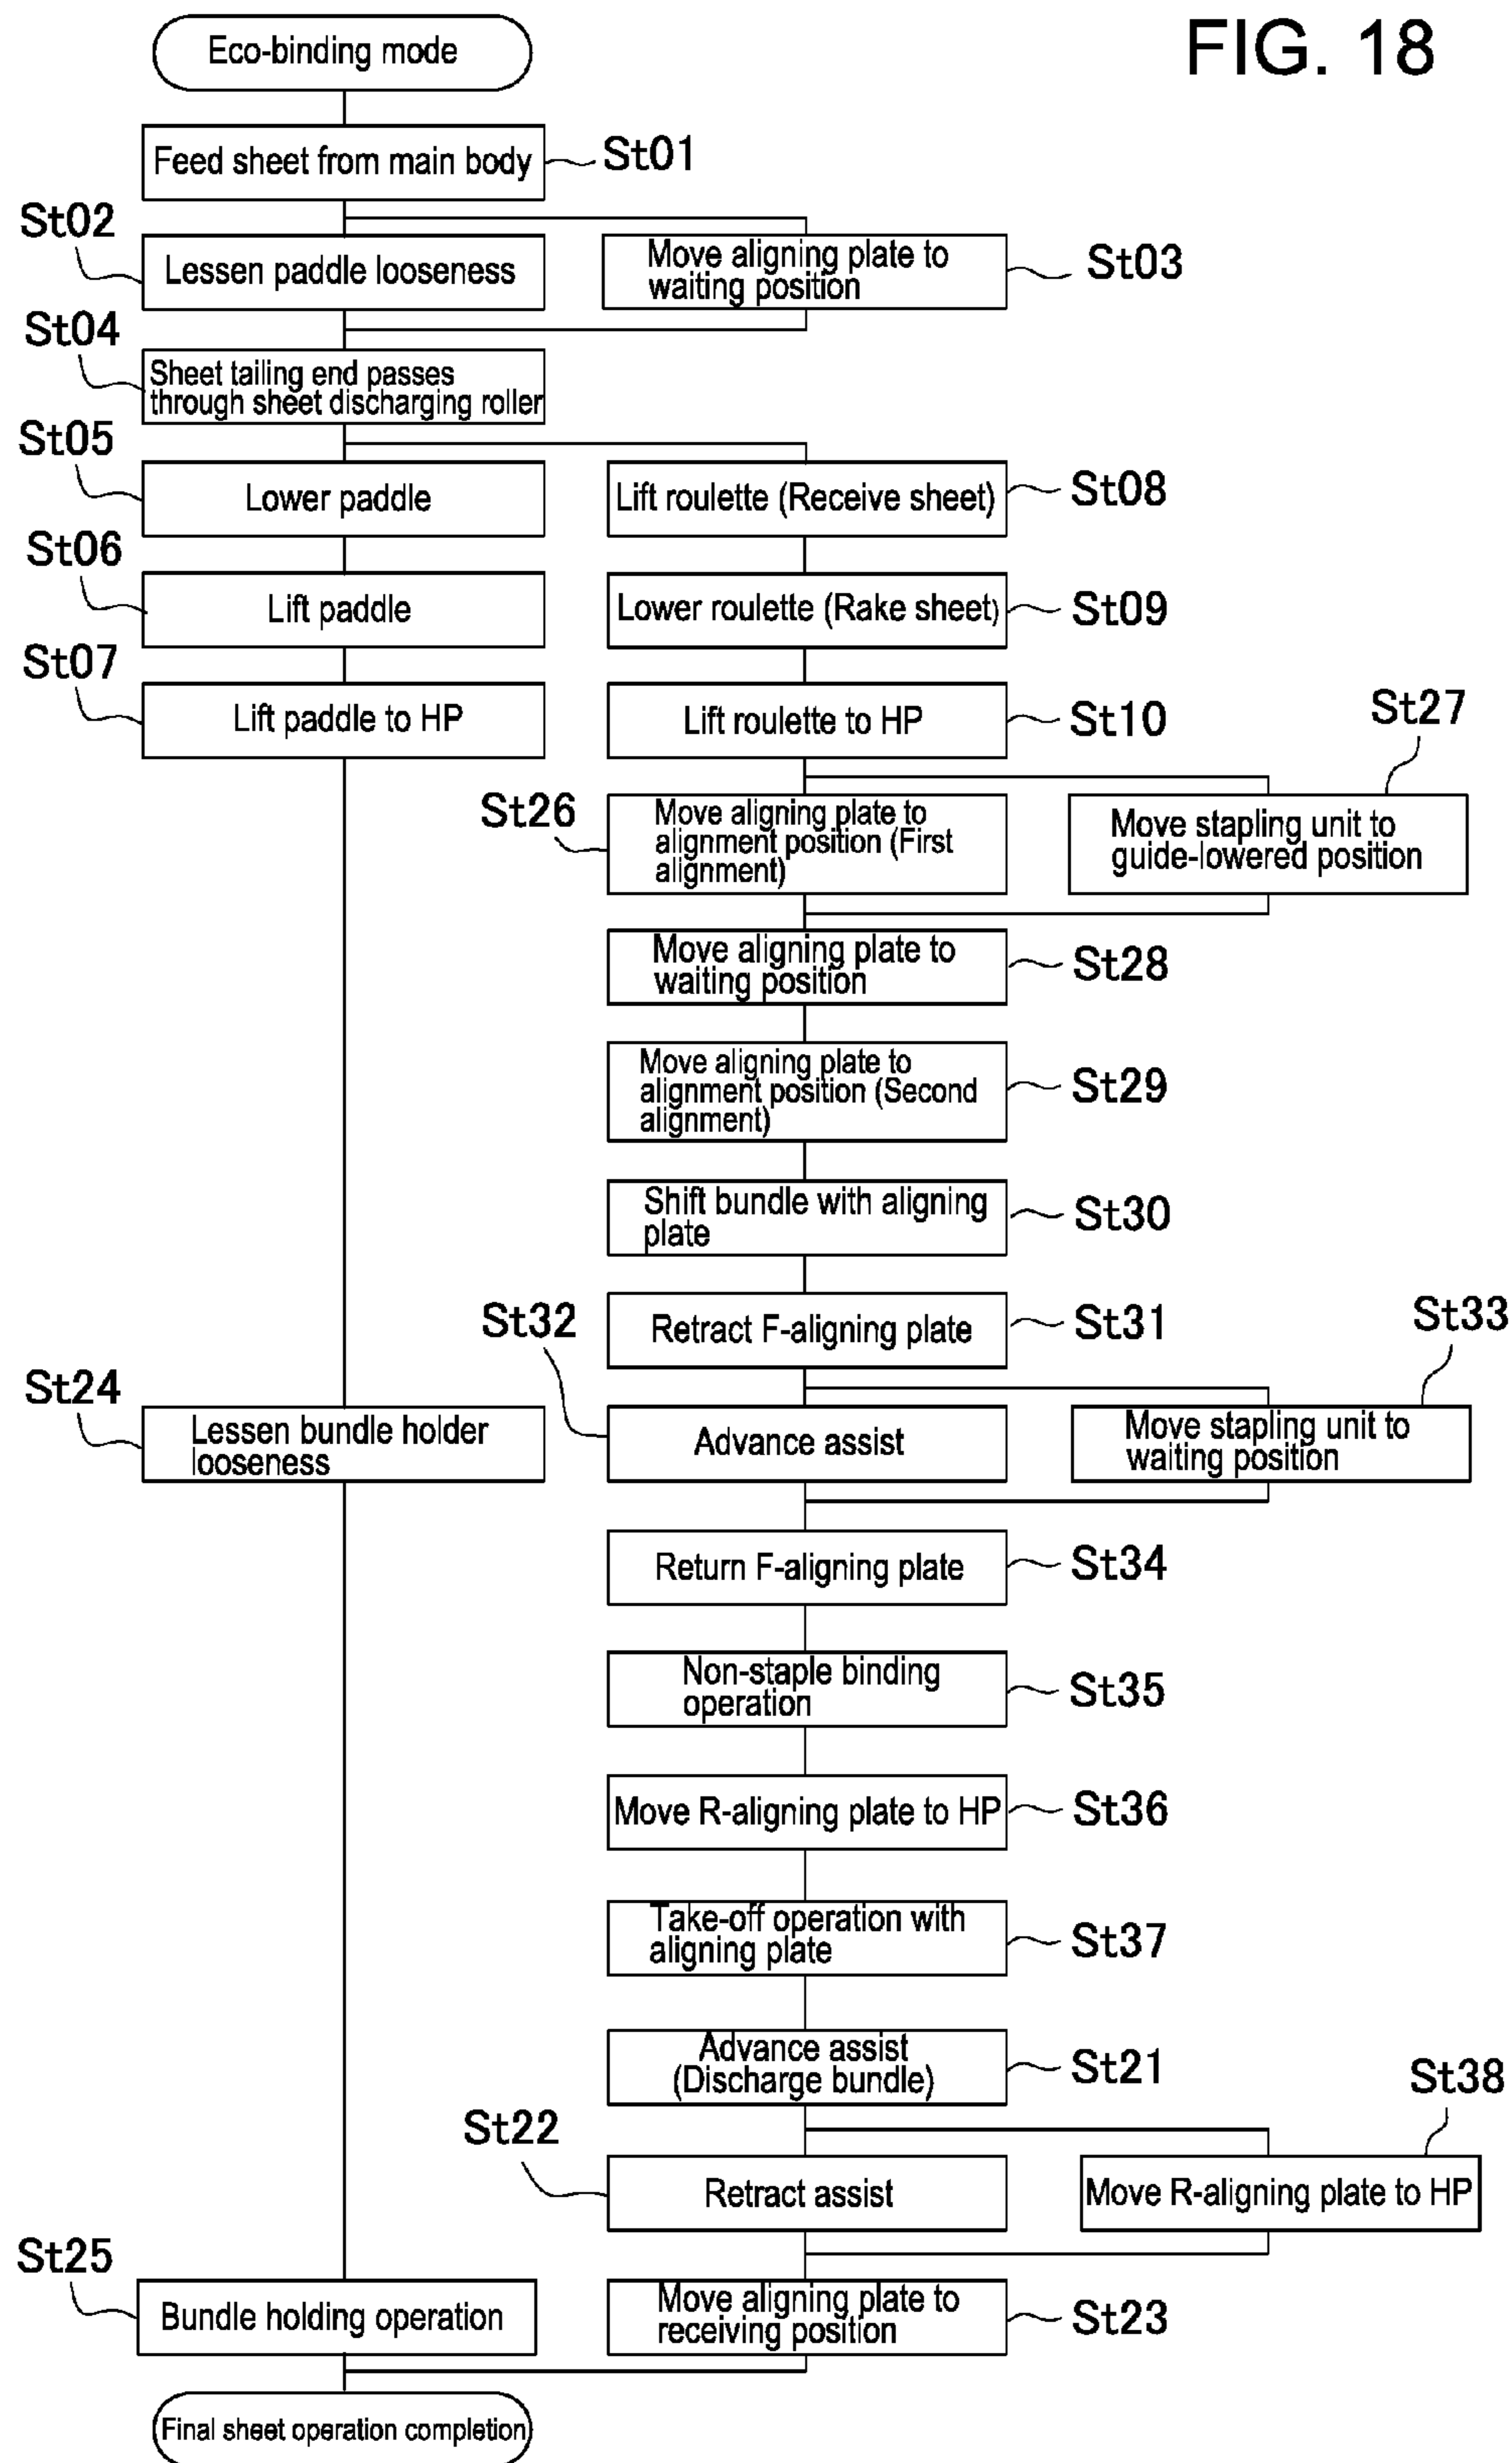 FIG. 18
Eco-binding mode
Feed sheet from main body
St01
St02
Lessen paddle looseness
Move aligning plate to
waiting position
St03
St04
Sheet tailing end passes
through sheet discharging roller
St05
Lower paddle
Lift roulette (Receive sheet)
St08
St06
Lift paddle
Lower roulette (Rake sheet)
St09
St07
Lift paddle to HP
Lift roulette to HP
St10
St27
St26
Move aligning plate to
alignment position (First
alignment)
Move stapling unit to
guide-lowered position
Move aligning plate to
waiting position
St28
Move aligning plate to
alignment position (Second
alignment)
St29
Shift bundle with aligning
plate
St30
Retract F-aligning plate
St31
St32
St33
St24
Lessen bundle holder
looseness
Advance assist
Move stapling unit to
waiting position
Return F-aligning plate
St34
Non-staple binding
operation
St35
Move R-aligning plate to HP
St36
Take-off operation with
aligning plate
St37
Advance assist
(Discharge bundle)
St21
St38
St22
Retract assist
Move R-aligning plate to HP
St25
Bundle holding operation
Move aligning plate to
receiving position
St23
Final sheet operation completion